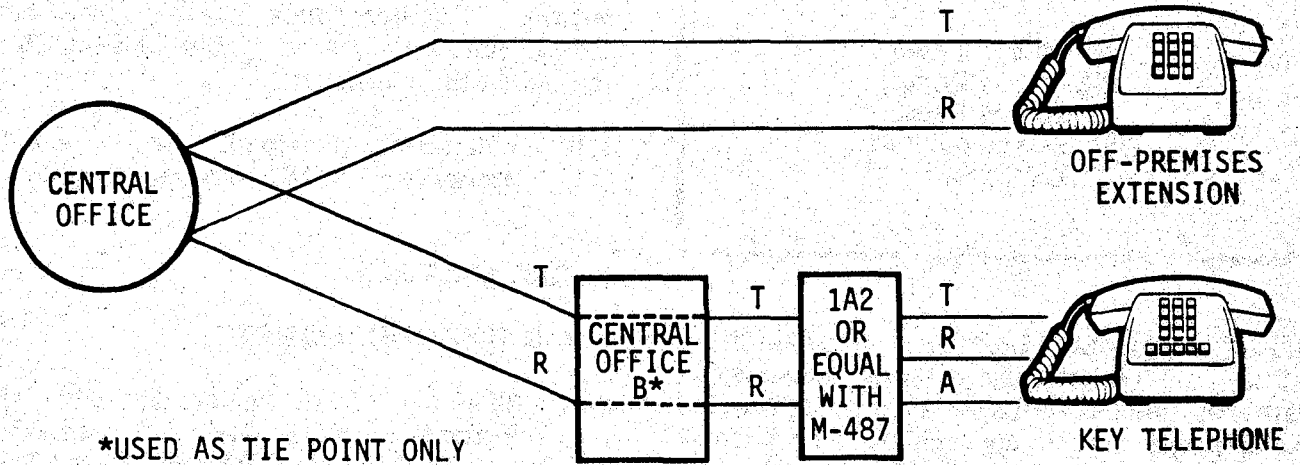 T
R
OFF-PREMISES
EXTENSION
CENTRAL
OFFICE
T
R
CENTRAL
OFFICE
B*
T
R
1A2
OR
EQUAL
WITH
M-487
T
R
A
KEY TELEPHONE
*USED AS TIE POINT ONLY